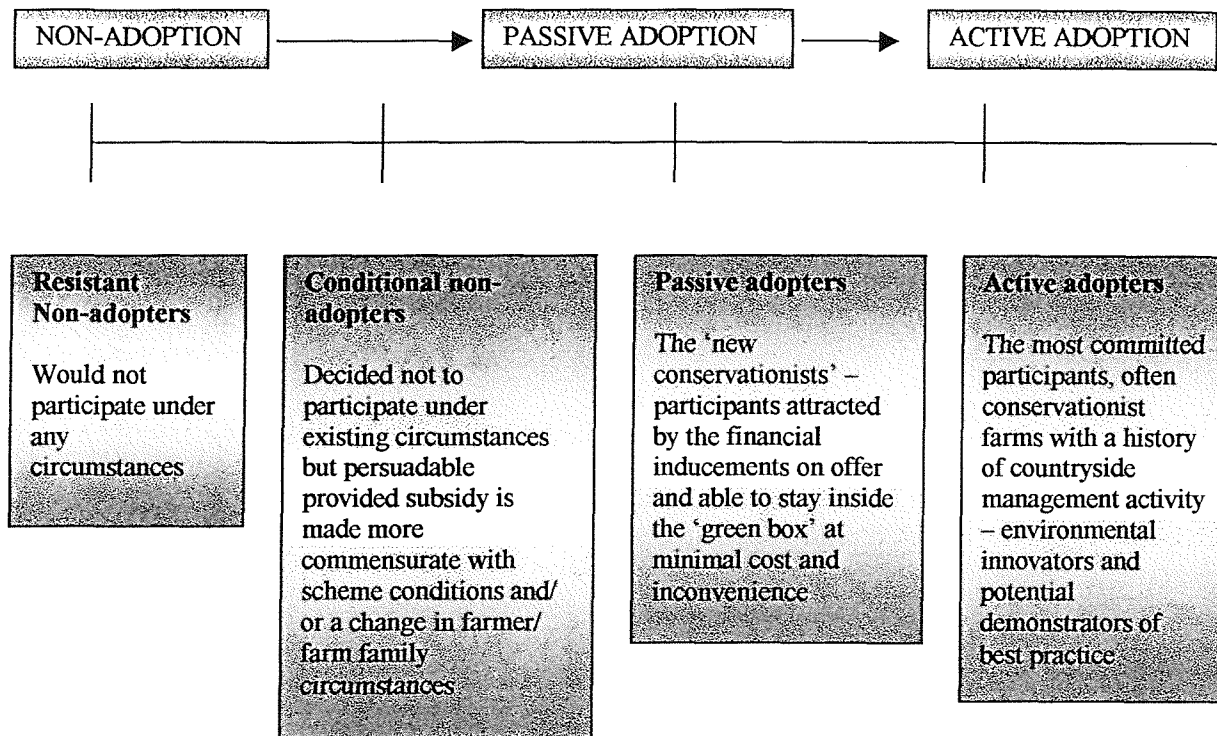 NON-ADOPTION
PASSIVE ADOPTION
ACTIVE ADOPTION
Resistant
Non-adopters
Would not
participate under
any
circumstances
Conditional non-
adopters
Decided not to
participate under
existing circumstances
but persuadable
provided subsidy is
made more
commensurate with
scheme conditions and/
or a change in farmer/
farm family
circumstances
Passive adopters
The ‘new
conservationists’ –
participants attracted
by the financial
inducements on offer
and able to stay inside
the ‘green box’ at
minimal cost and
inconvenience
Active adopters
The most committed
participants, often
conservationist
farms with a history
of countryside
management activity
– environmental
innovators and
potential
demonstrators of
best practice